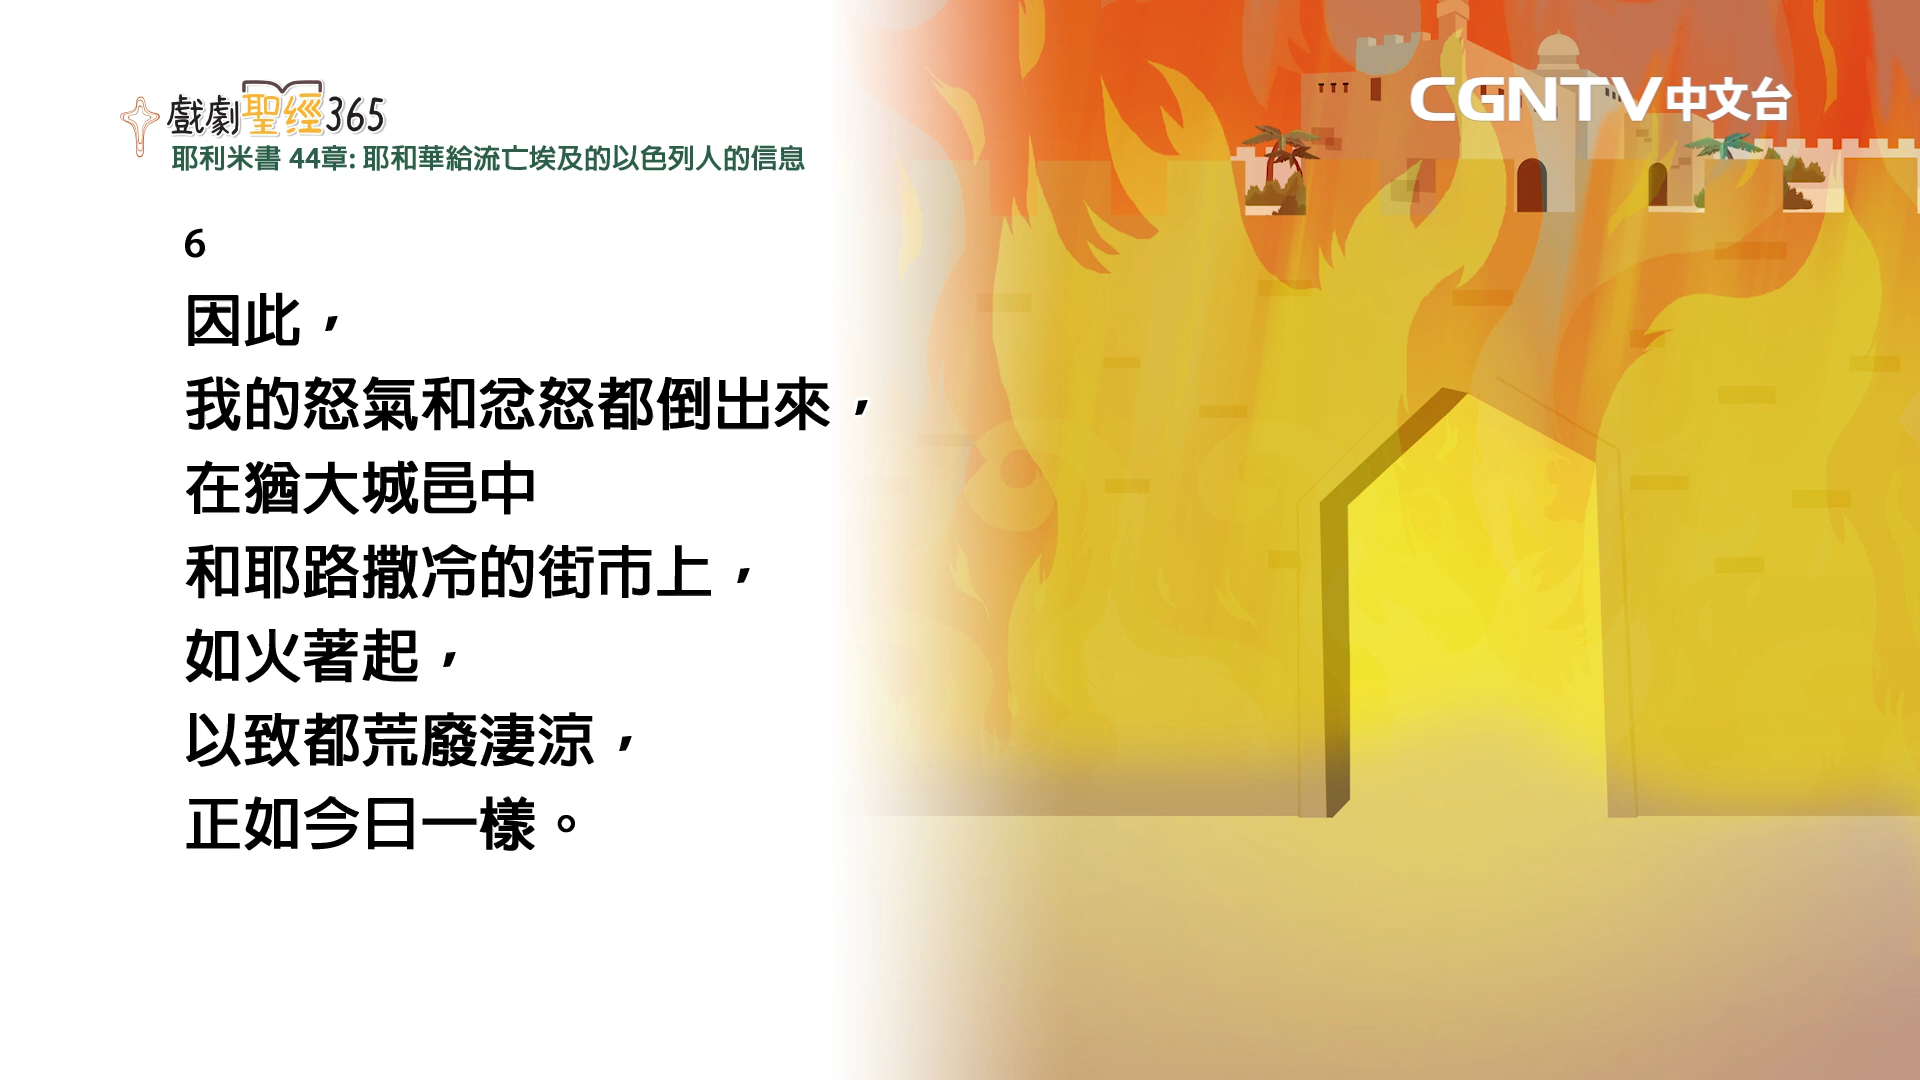 戲劇聖經365
CGNTV中文台
耶利米書 44章: 耶和華給流亡埃及的以色列人的信息
6
因此，
我的怒氣和忿怒都倒出來，
在猶大城邑中
和耶路撒冷的街市上，
如火著起，
以致都荒廢淒涼，
正如今日一樣。